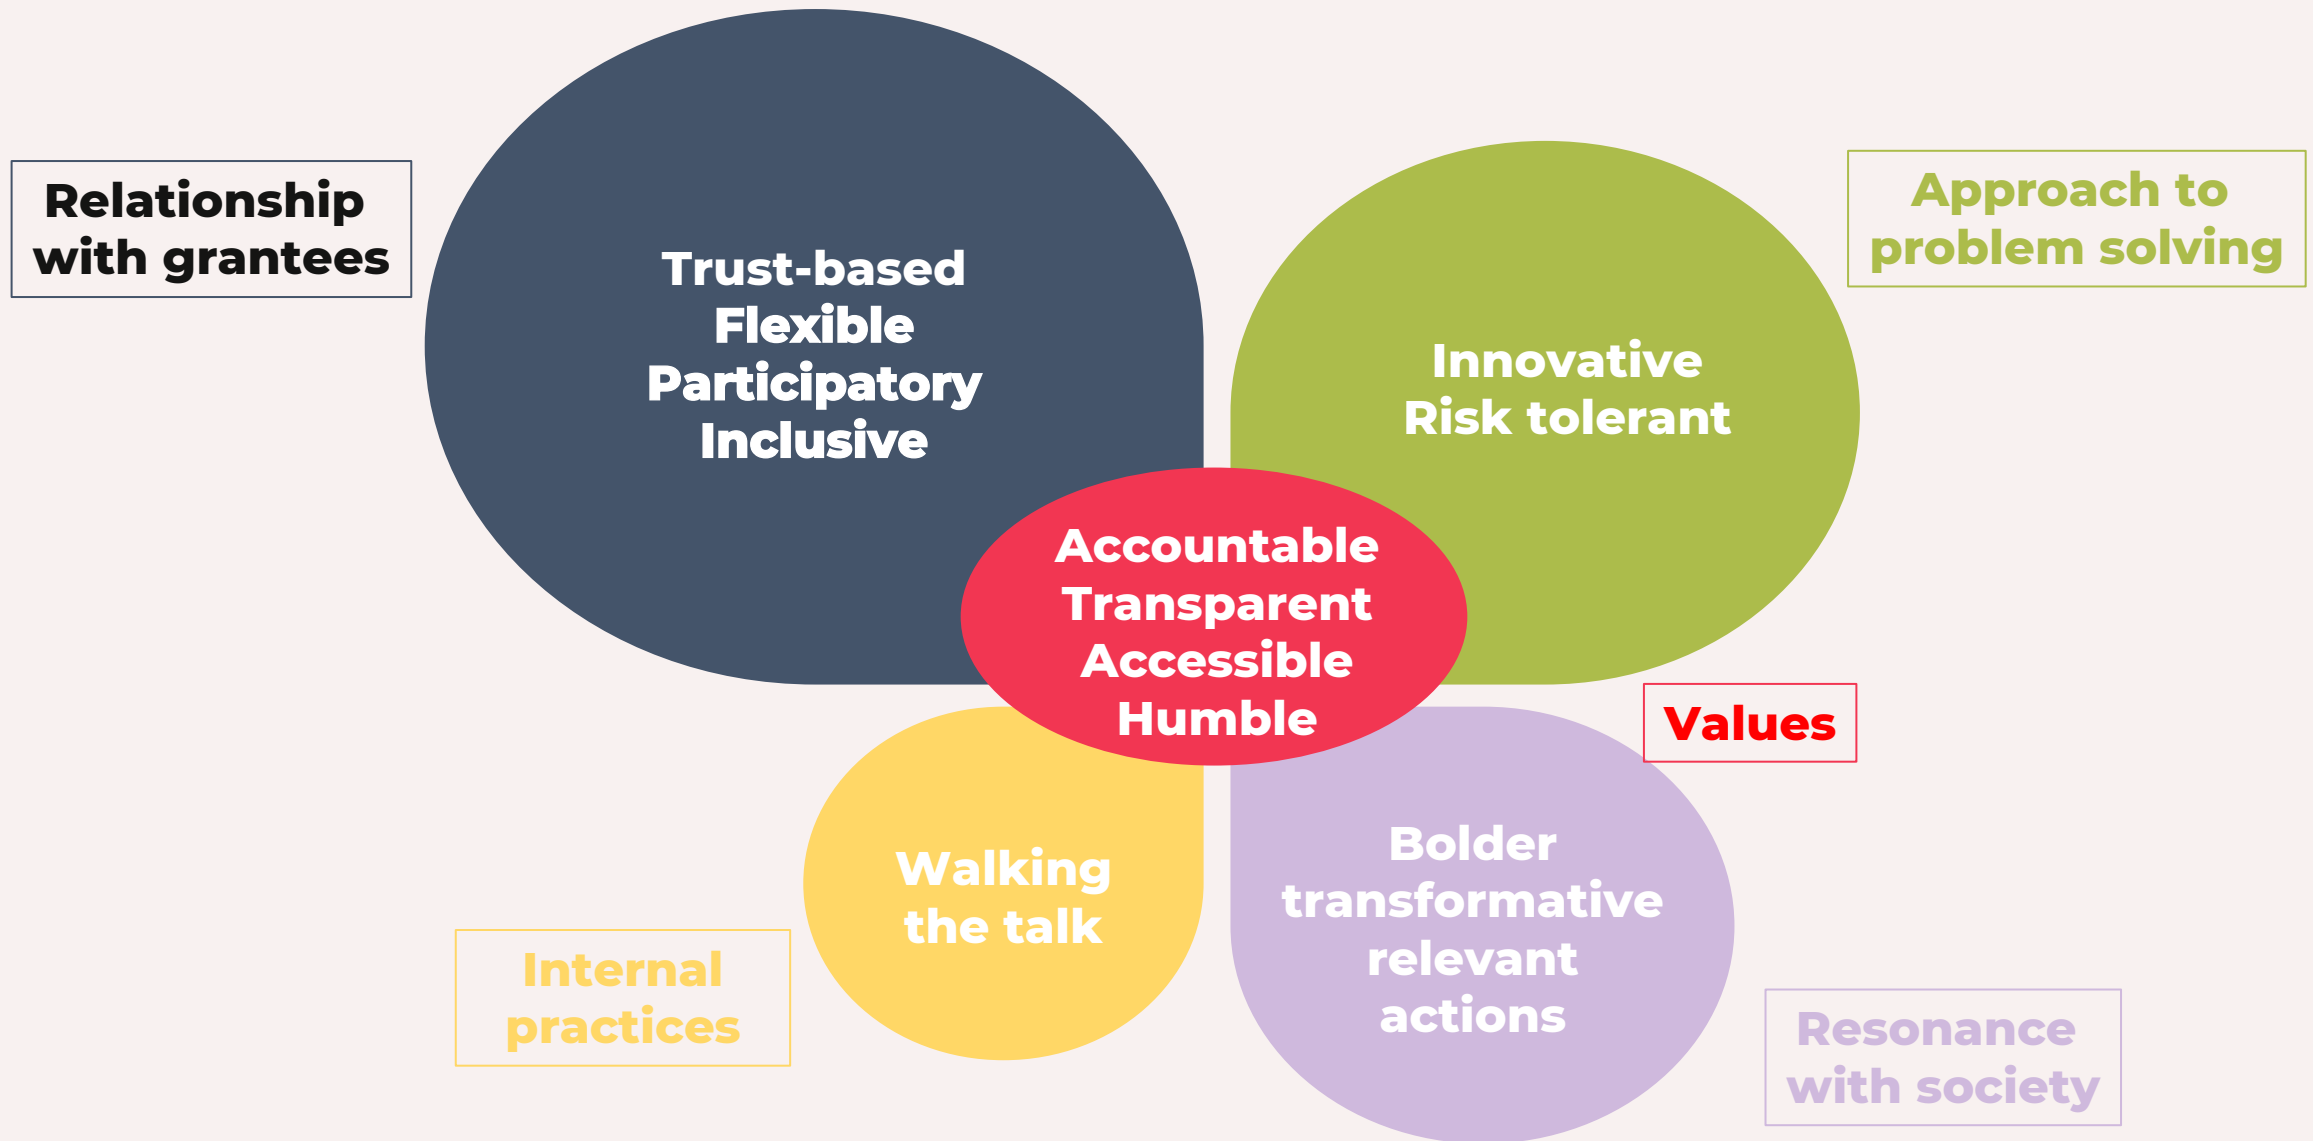 Relationship
with grantees
Trust-based
Flexible
Participatory
Inclusive
Approach to
problem solving
Innovative
Risk tolerant
Accountable
Transparent
Accessible
Humble
Values
Walking
the talk
Internal
practices
Bolder
transformative
relevant
actions
Resonance
with society